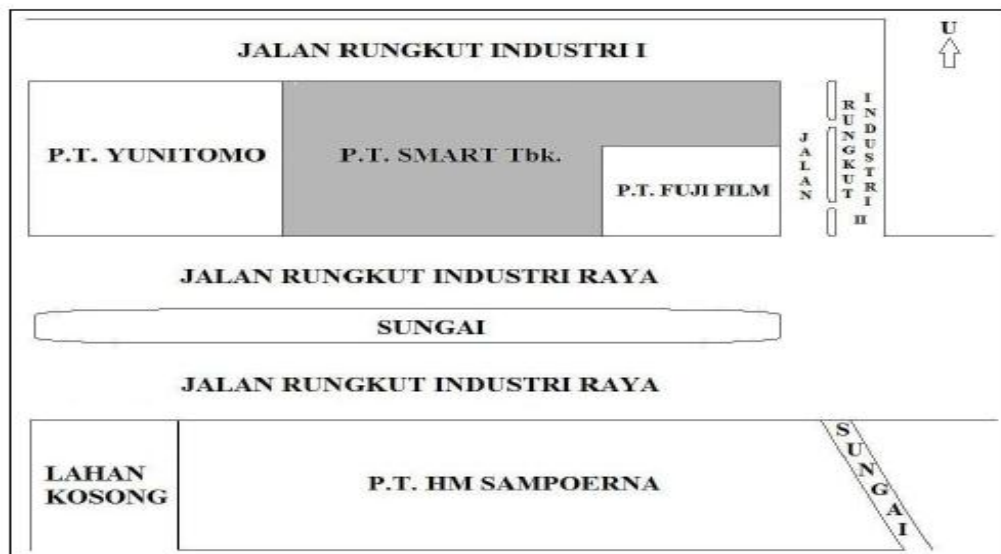 JALAN RUNGKUT INDUSTRI I
U
P.T. YUNITOMO
P.T. SMART Tbk.
P.T. FUJI FILM
JALAN
RUNGKUT
INDUSTRI
II
JALAN RUNGKUT INDUSTRI RAYA
SUNGAI
JALAN RUNGKUT INDUSTRI RAYA
LAHAN
KOSONG
P.T. HM SAMPOERNA
SUNGAI